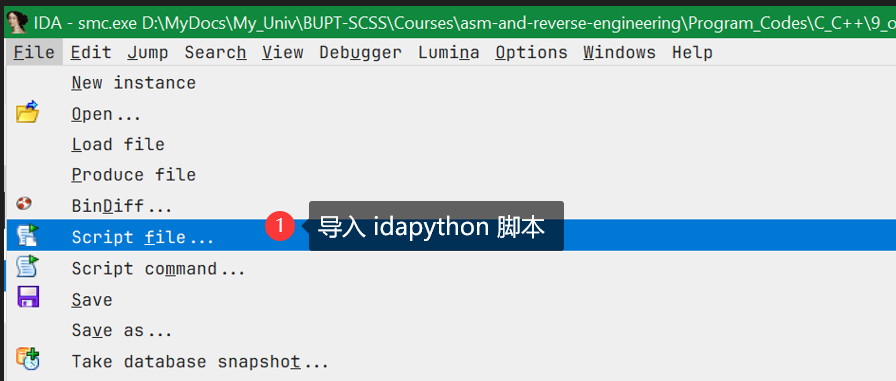 IDA - smc.exe D:\MyDocs\My_Univ\BUPT-SCSS\Courses\asm-and-reverse-engineering\Program_Codes\C_C++\9_o
File Edit Jump Search View Debugger Lumina Options Windows Help
New instance
Open...
Load file
Produce file
BinDiff...
Script file...
1 导入 idapython 脚本
Script command...
Save
Save as...
Take database snapshot...